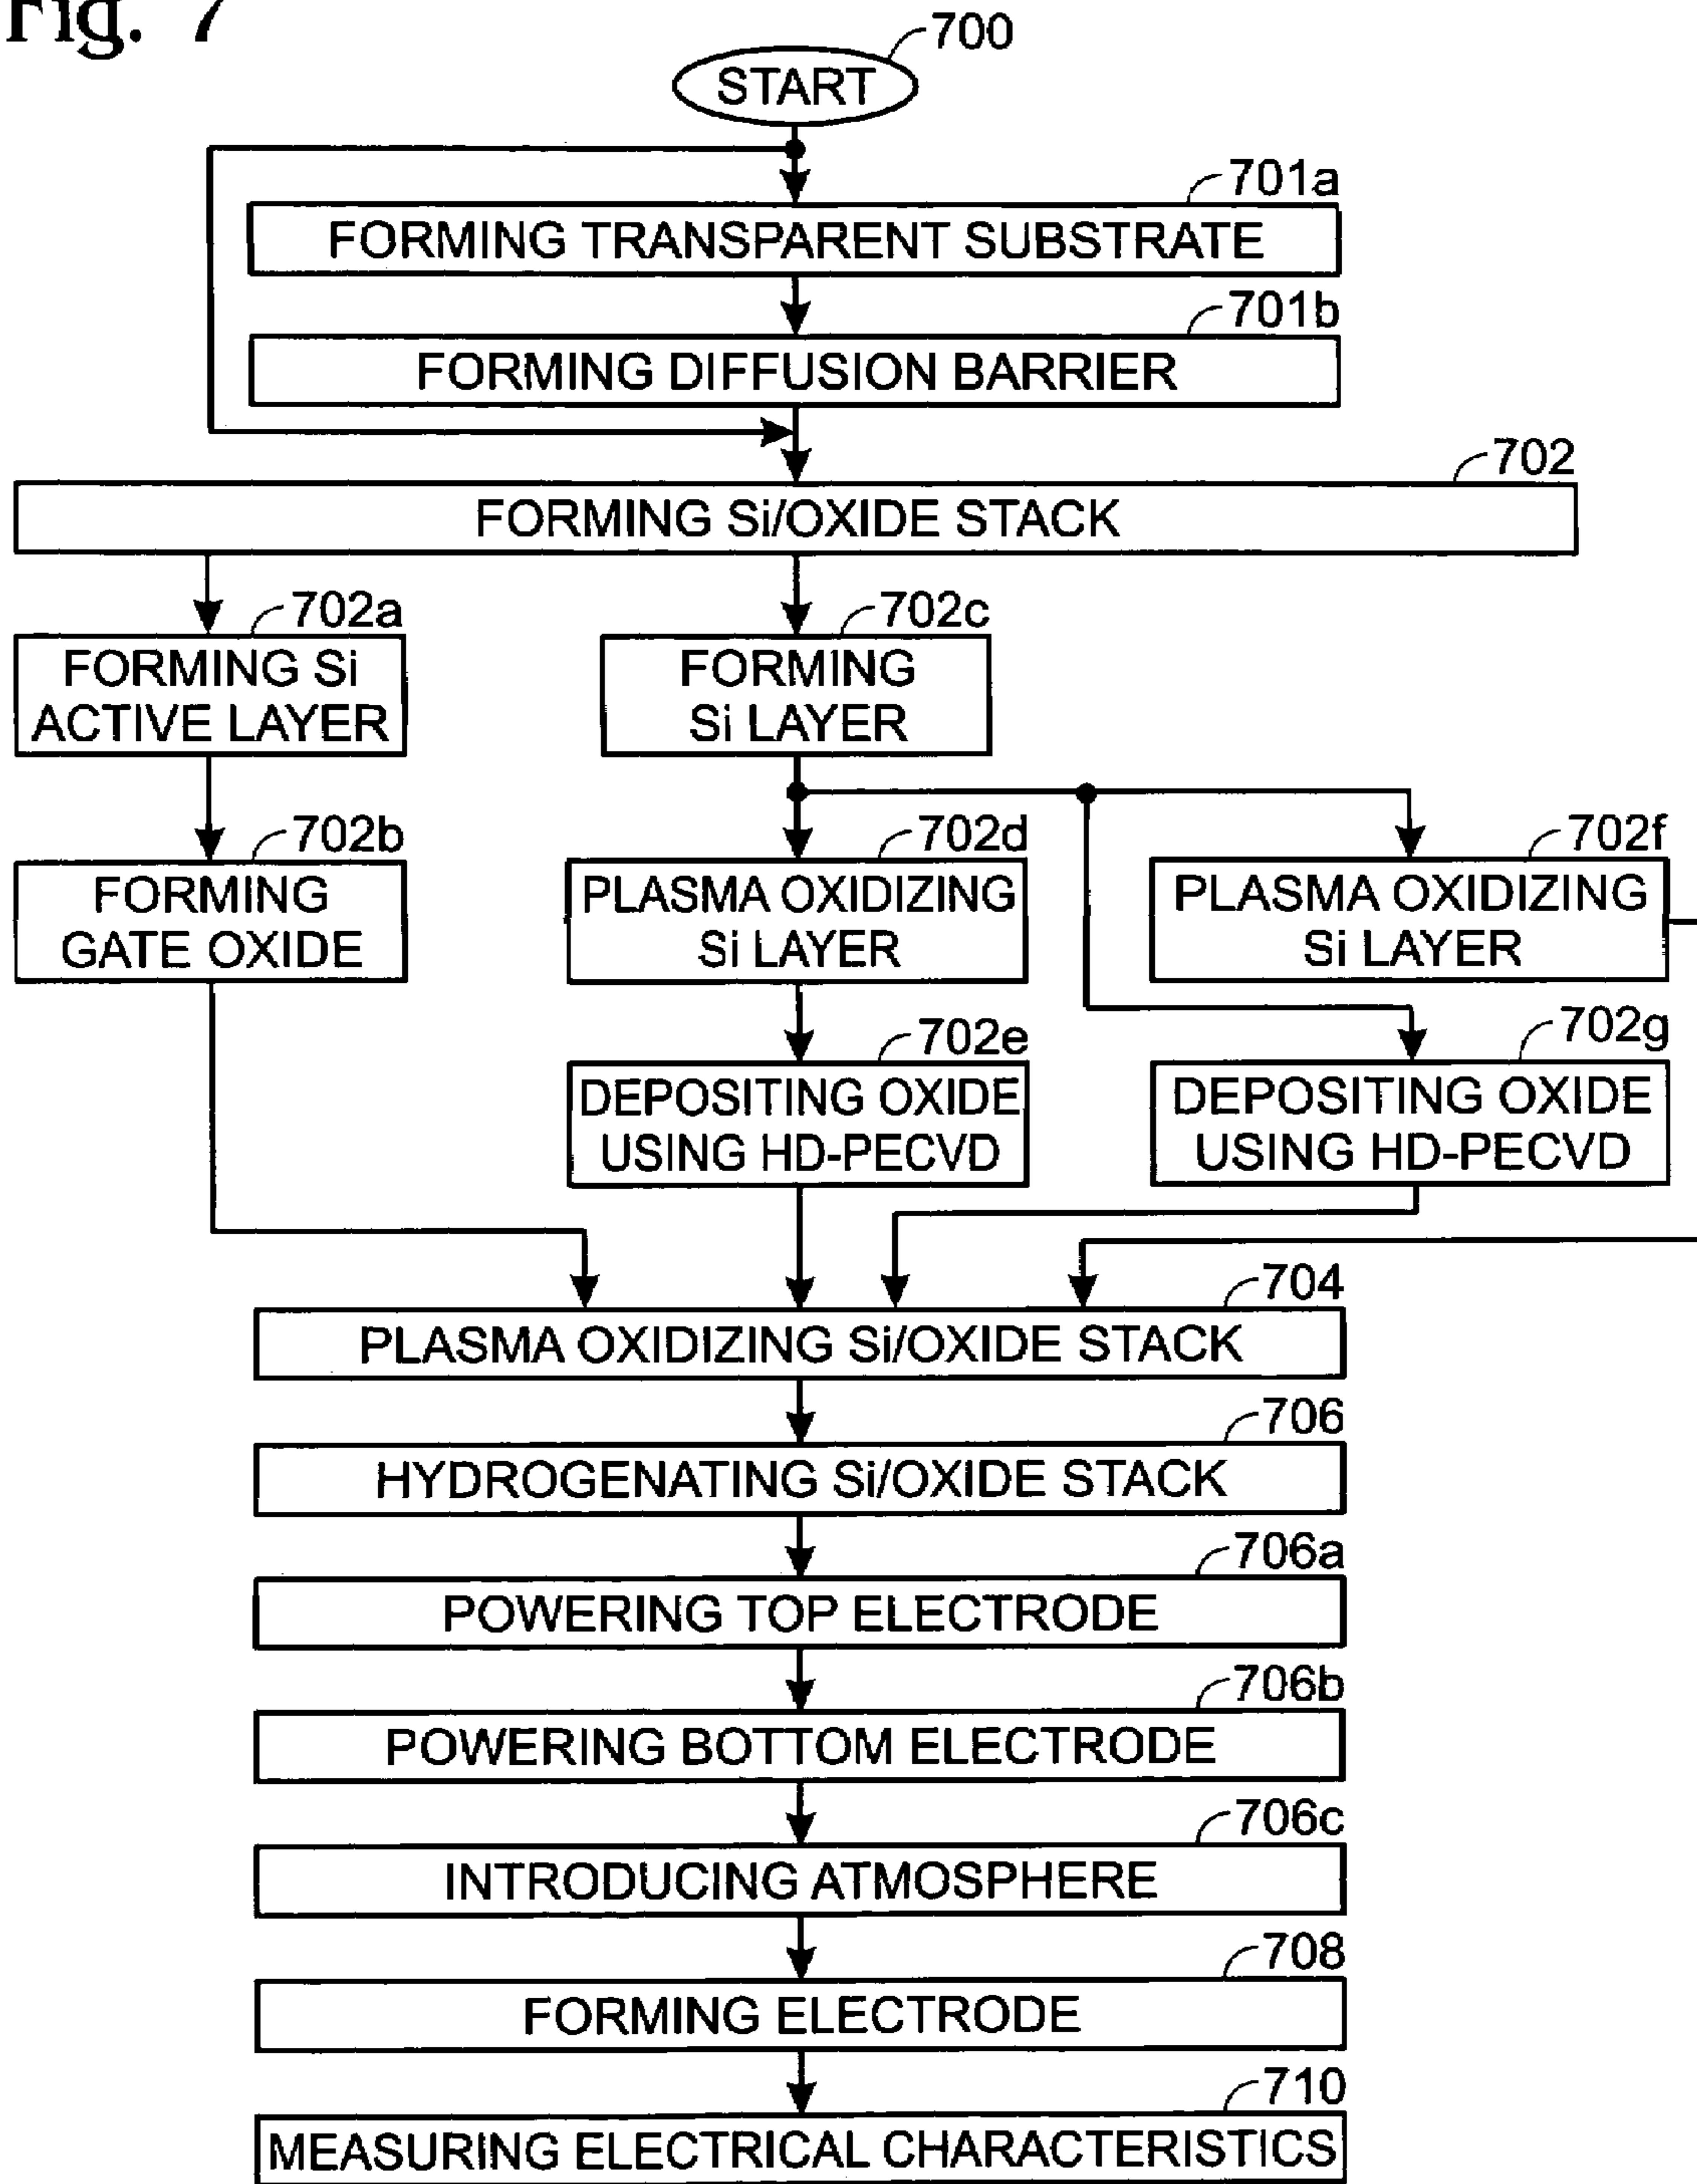 Fig. 7
700
START
701a
FORMING TRANSPARENT SUBSTRATE
701b
FORMING DIFFUSION BARRIER
702
FORMING Si/OXIDE STACK
702a
FORMING Si
ACTIVE LAYER
702c
FORMING
Si LAYER
702b
FORMING
GATE OXIDE
702d
PLASMA OXIDIZING
Si LAYER
702f
PLASMA OXIDIZING
Si LAYER
702e
DEPOSITING OXIDE
USING HD-PECVD
702g
DEPOSITING OXIDE
USING HD-PECVD
704
PLASMA OXIDIZING Si/OXIDE STACK
706
HYDROGENATING Si/OXIDE STACK
706a
POWERING TOP ELECTRODE
706b
POWERING BOTTOM ELECTRODE
706c
INTRODUCING ATMOSPHERE
708
FORMING ELECTRODE
710
MEASURING ELECTRICAL CHARACTERISTICS